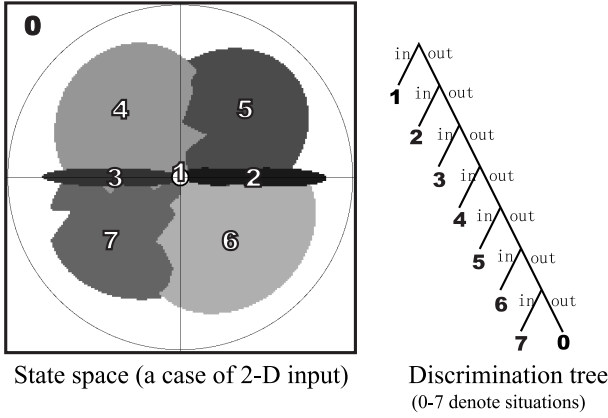 0
4
5
3
1
2
7
6
State space (a case of 2-D input)
in out
1 in out
2 in out
3 in out
4 in out
5 in out
6 in out
7 0
Discrimination tree
(0-7 denote situations)